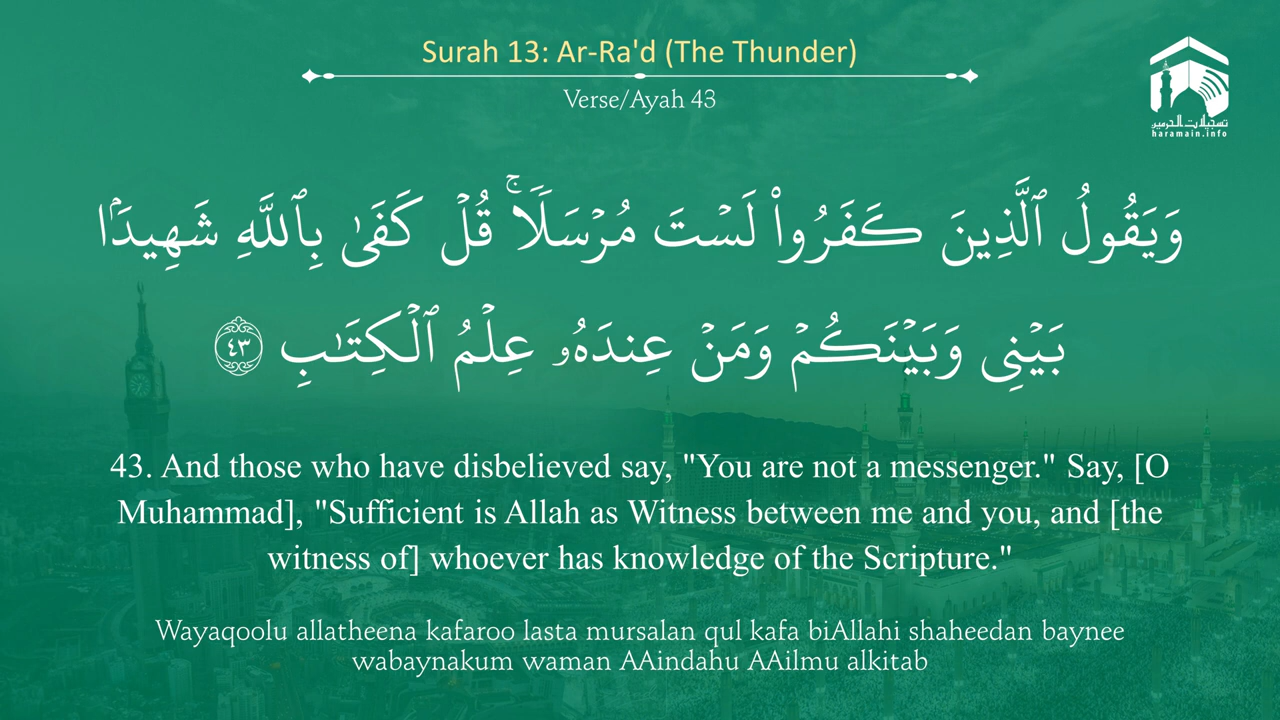 Surah 13: Ar-Ra'd (The Thunder)
Verse/Ayah 43
تسجيلات الحرمين
haramain.info
وَيَقُولُ ٱلَّذِينَ كَفَرُوا۟ لَسْتَ مُرْسَلًۭا ۚ قُلْ كَفَىٰ بِٱللَّهِ شَهِيدًۢا
بَيْنِى وَبَيْنَكُمْ وَمَنْ عِندَهُۥ عِلْمُ ٱلْكِتَـٰبِ ٤٣
43. And those who have disbelieved say, "You are not a messenger." Say, [O
Muhammad], "Sufficient is Allah as Witness between me and you, and [the
witness of] whoever has knowledge of the Scripture."
Wayaqoolu allatheena kafaroo lasta mursalan qul kafa biAllahi shaheedan baynee
wabaynakum waman AAindahu AAilmu alkitab